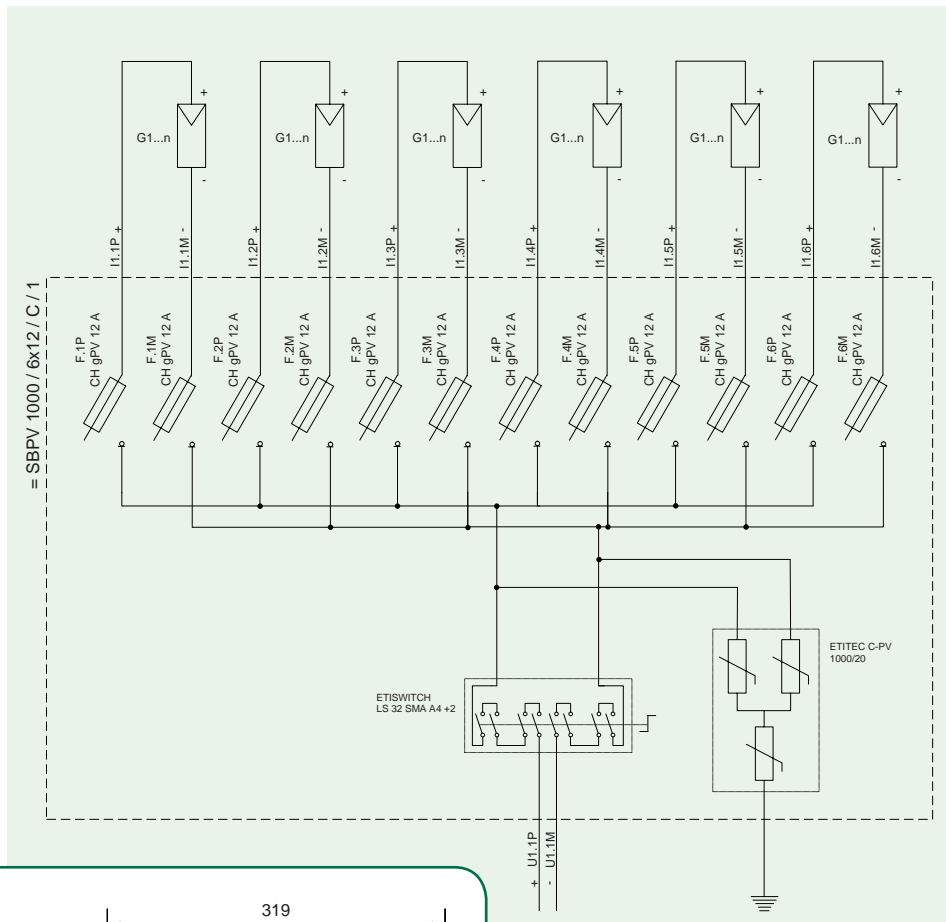 + + + + + +
G1...n G1...n G1...n G1...n G1...n G1...n
- - - - - -
I1.1P +
I1.1M -
I1.2P +
I1.2M -
I1.3P +
I1.3M -
I1.4P +
I1.4M -
I1.5P +
I1.5M -
I1.6P +
I1.6M -
= SBPV 1000 / 6x12 / C / 1
F.1P
CH gPV 12 A
F.1M
CH gPV 12 A
F.2P
CH gPV 12 A
F.2M
CH gPV 12 A
F.3P
CH gPV 12 A
F.3M
CH gPV 12 A
F.4P
CH gPV 12 A
F.4M
CH gPV 12 A
F.5P
CH gPV 12 A
F.5M
CH gPV 12 A
F.6P
CH gPV 12 A
F.6M
CH gPV 12 A
ETITEC C-PV
1000/20
ETISWITCH
LS 32 SMA A4 +2
+ U1.1P
- U1.1M
319